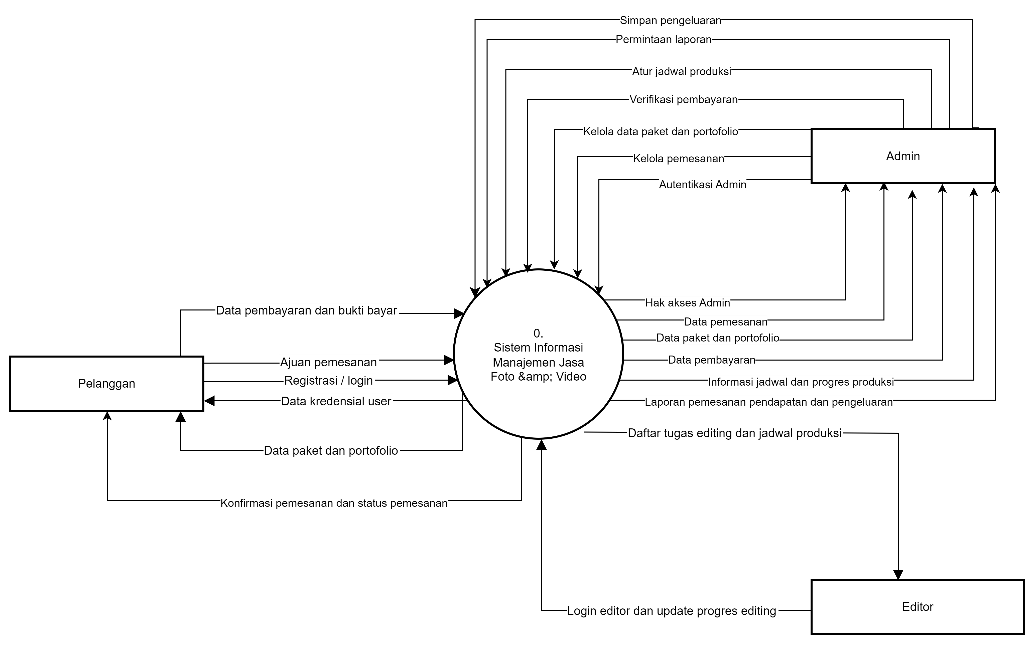 Simpan pengeluaran
Permintaan laporan
Atur jadwal produksi
Verifikasi pembayaran
Kelola data paket dan portofolio
Kelola pemesanan
Autentikasi Admin
Admin
Hak akses Admin
Data pemesanan
Data paket dan portofolio
Data pembayaran
Informasi jadwal dan progres produksi
Laporan pemesanan pendapatan dan pengeluaran
0.
Sistem Informasi
Manajemen Jasa
Foto &amp; Video
Data pembayaran dan bukti bayar
Ajuan pemesanan
Registrasi / login
Data kredensial user
Pelanggan
Data paket dan portofolio
Konfirmasi pemesanan dan status pemesanan
Daftar tugas editing dan jadwal produksi
Login editor dan update progres editing
Editor